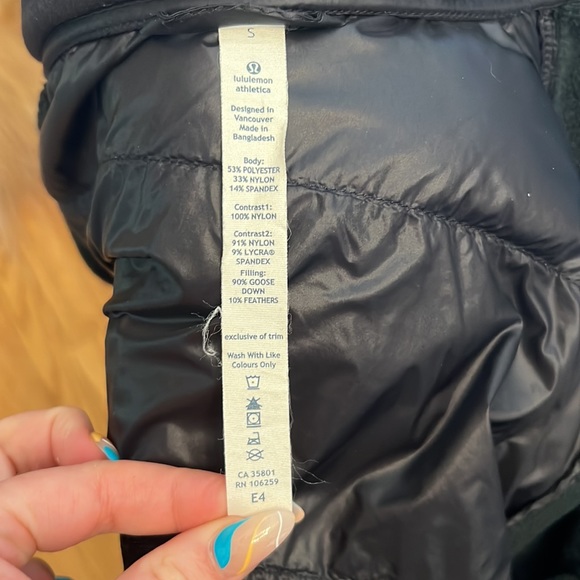 S
lululemon
athletica
Designed in
Vancouver
Made in
Bangladesh
Body:
53% POLYESTER
33% NYLON
14% SPANDEX
Contrast1:
100% NYLON
Contrast2:
91% NYLON
9% LYCRA®
SPANDEX
Filling:
90% GOOSE
DOWN
10% FEATHERS
exclusive of trim
Wash With Like
Colours Only
CA 35801
RN 106259
E4